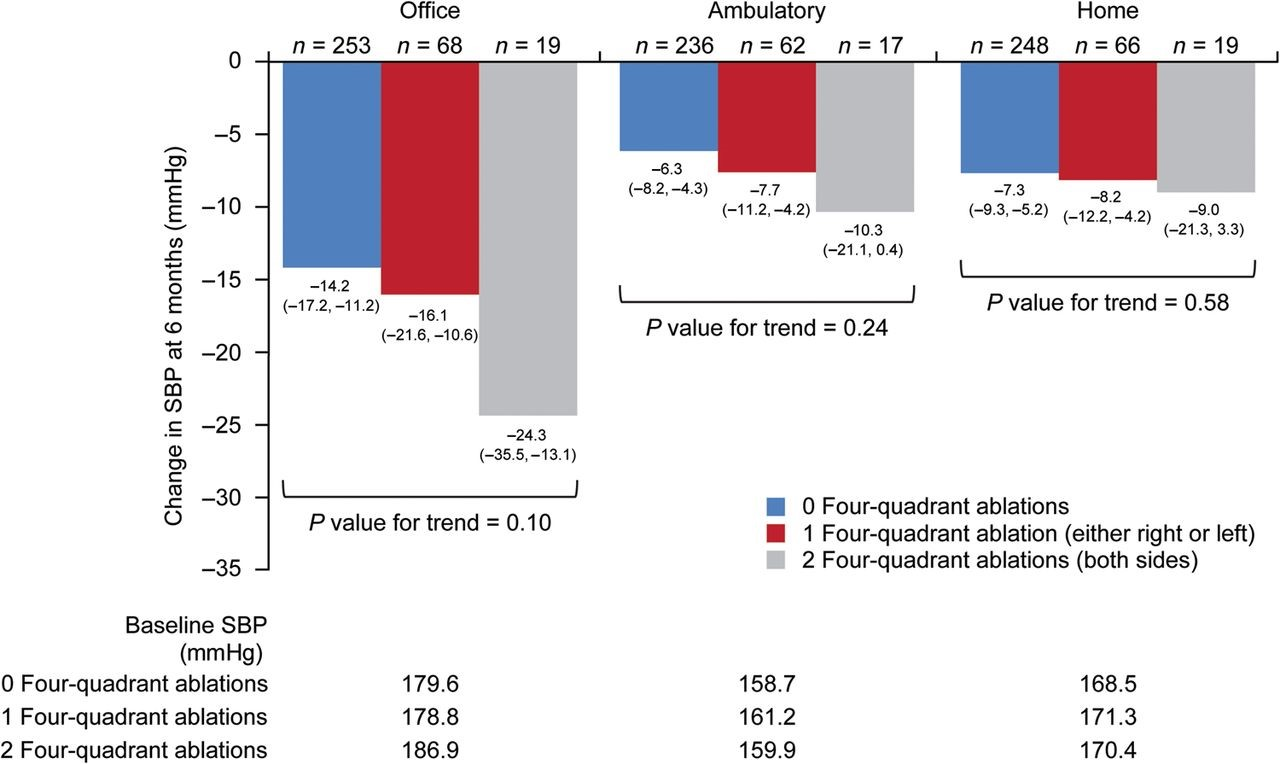 Office Ambulatory Home
n = 253 n = 68 n = 19 n = 236 n = 62 n = 17 n = 248 n = 66 n = 19
Change in SBP at 6 months (mmHg)
0
–5
–10
–15
–20
–25
–30
–35
–14.2
(–17.2, –11.2)
–16.1
(–21.6, –10.6)
–24.3
(–35.5, –13.1)
P value for trend = 0.10
–6.3
(–8.2, –4.3)
–7.7
(–11.2, –4.2)
–10.3
(–21.1, 0.4)
P value for trend = 0.24
–7.3
(–9.3, –5.2)
–8.2
(–12.2, –4.2)
–9.0
(–21.3, 3.3)
P value for trend = 0.58
0 Four-quadrant ablations
1 Four-quadrant ablation (either right or left)
2 Four-quadrant ablations (both sides)
Baseline SBP
(mmHg)
0 Four-quadrant ablations 179.6 158.7 168.5
1 Four-quadrant ablations 178.8 161.2 171.3
2 Four-quadrant ablations 186.9 159.9 170.4